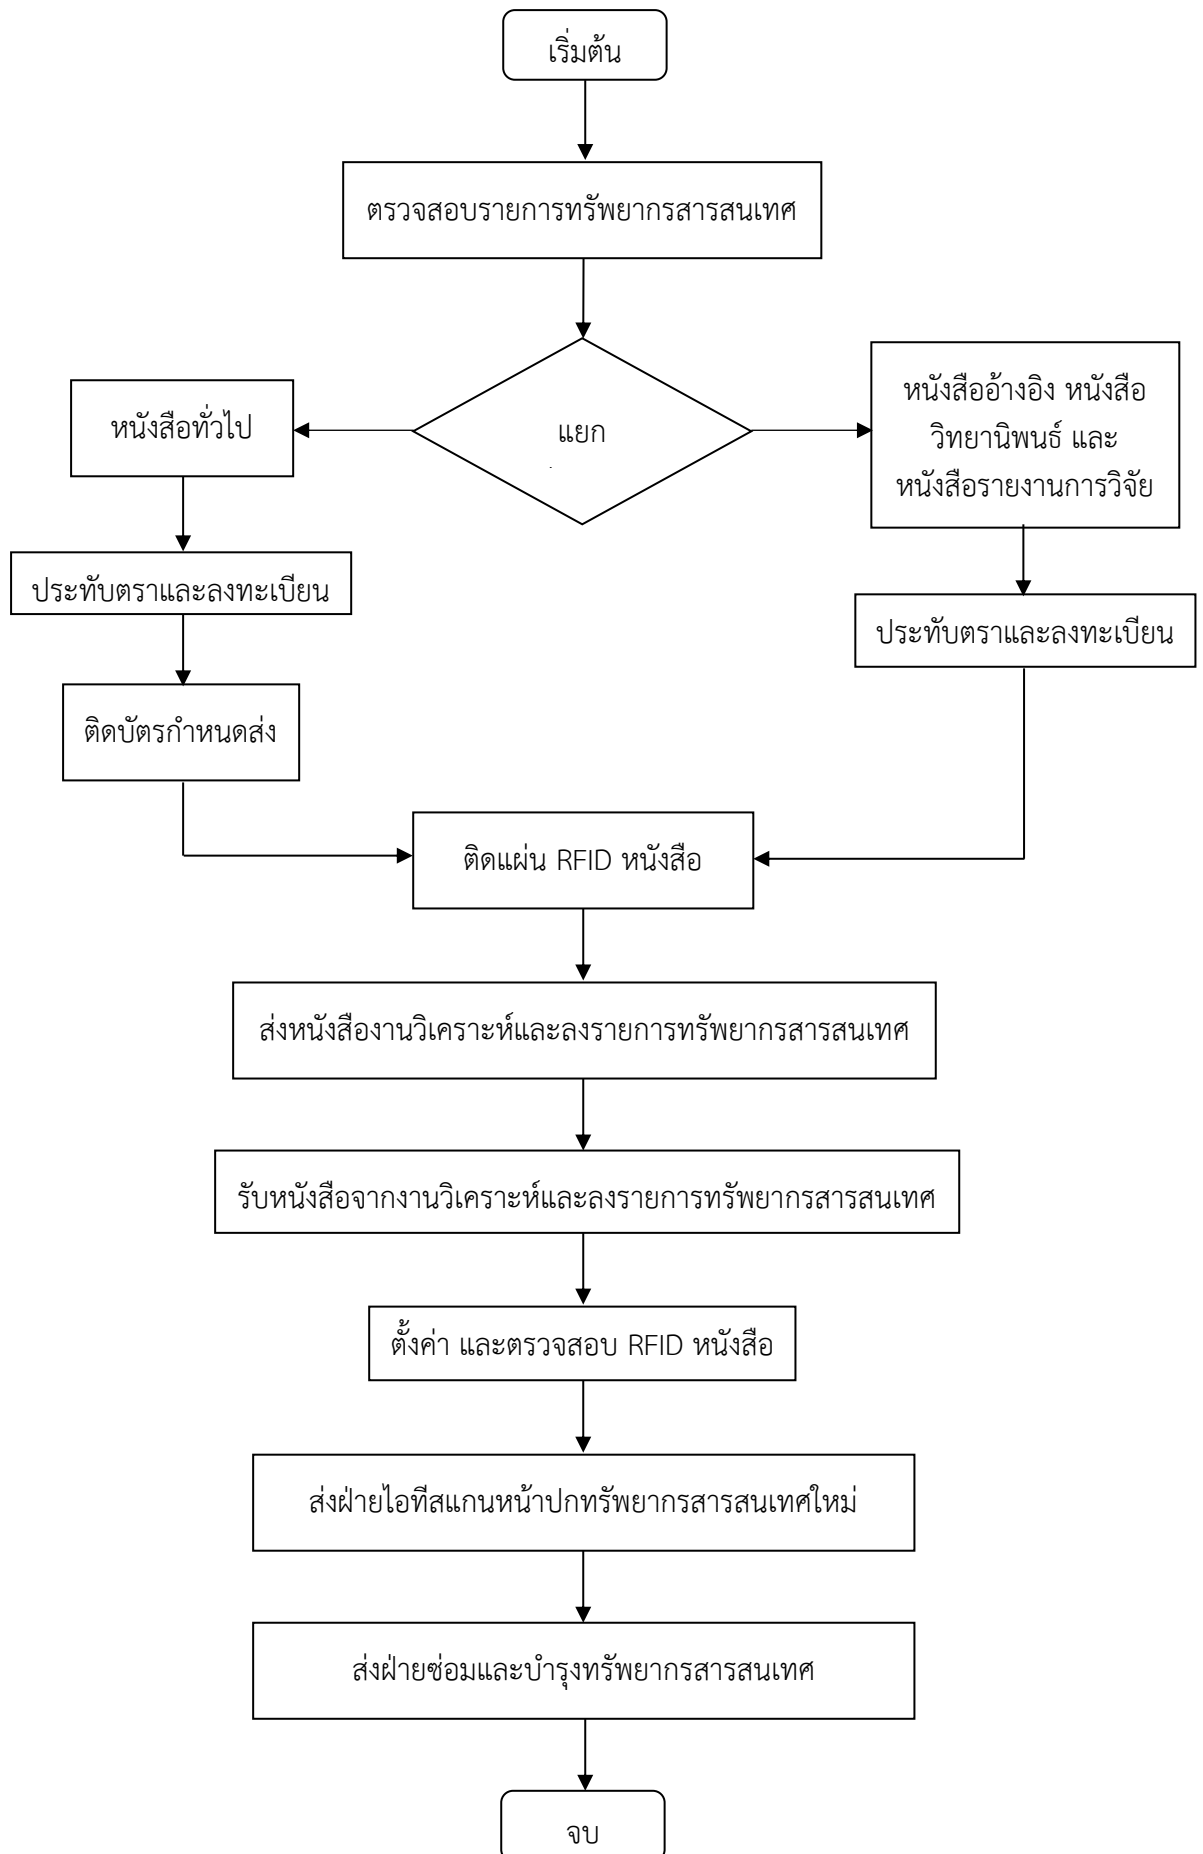 เริ่มต้น
ตรวจสอบรายการทรัพยากรสารสนเทศ
แยก
หนังสือทั่วไป
หนังสืออ้างอิง หนังสือ
วิทยานิพนธ์ และ
หนังสือรายงานการวิจัย
ประทับตราและลงทะเบียน
ประทับตราและลงทะเบียน
ติดบัตรกำหนดส่ง
ติดแผ่น RFID หนังสือ
ส่งหนังสืองานวิเคราะห์และลงรายการทรัพยากรสารสนเทศ
รับหนังสือจากงานวิเคราะห์และลงรายการทรัพยากรสารสนเทศ
ตั้งค่า และตรวจสอบ RFID หนังสือ
ส่งฝ่ายไอทีสแกนหน้าปกทรัพยากรสารสนเทศใหม่
ส่งฝ่ายซ่อมและบำรุงทรัพยากรสารสนเทศ
จบ